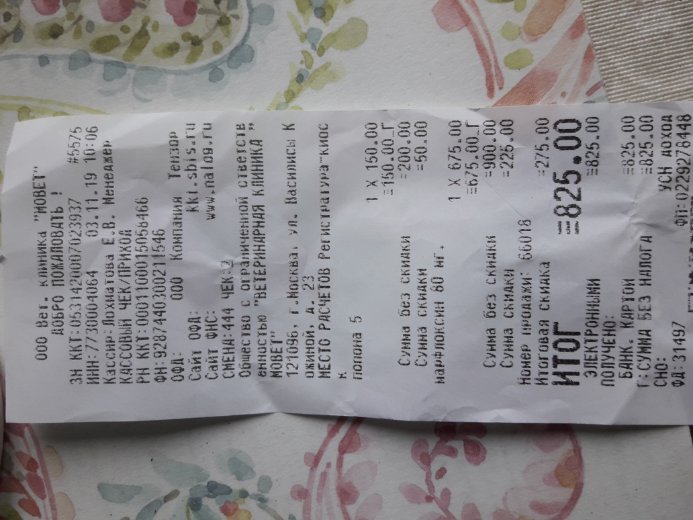 ООО Вет. клиника "МОВЕТ"
ДОБРО ПОЖАЛОВАТЬ !
ЗН ККТ:0531420007023937 #5575
ИНН:7730004064 03.11.19 10:06
Кассир:Лохматова Е.В. Менеджер
КАССОВЫЙ ЧЕК/ПРИХОД
РН ККТ:0001100015068466
ФН:9287440300211546
ОФД: ООО Компания Тензор
Сайт ОФД: kkt.sbis.ru
Сайт ФНС: www.nalog.ru
СМЕНА:444 ЧЕК:2
Общество с ограниченной ответств
енностью "ВЕТЕРИНАРНАЯ КЛИНИКА "
МОВЕТ"
121096, г.Москва, ул. Василисы К
ожиной, д. 23
МЕСТО РАСЧЕТОВ Регистратура-киос
к
попона 5
1 X 150.00
=150.00_Г
Сумма без скидки =200.00
Сумма скидки =50.00
марфлоксин 80 мг.
1 X 675.00
=675.00_Г
Сумма без скидки =900.00
Сумма скидки =225.00
Номер продажи: 66018
Итоговая скидка =275.00
ИТОГ =825.00
ЭЛЕКТРОННЫМИ =825.00
ПОЛУЧЕНО:
БАНК. КАРТОЙ =825.00
Г:СУММА БЕЗ НАЛОГА =825.00
СНО: УСН ДОХОД
ФД:31497 ФП:0229278448